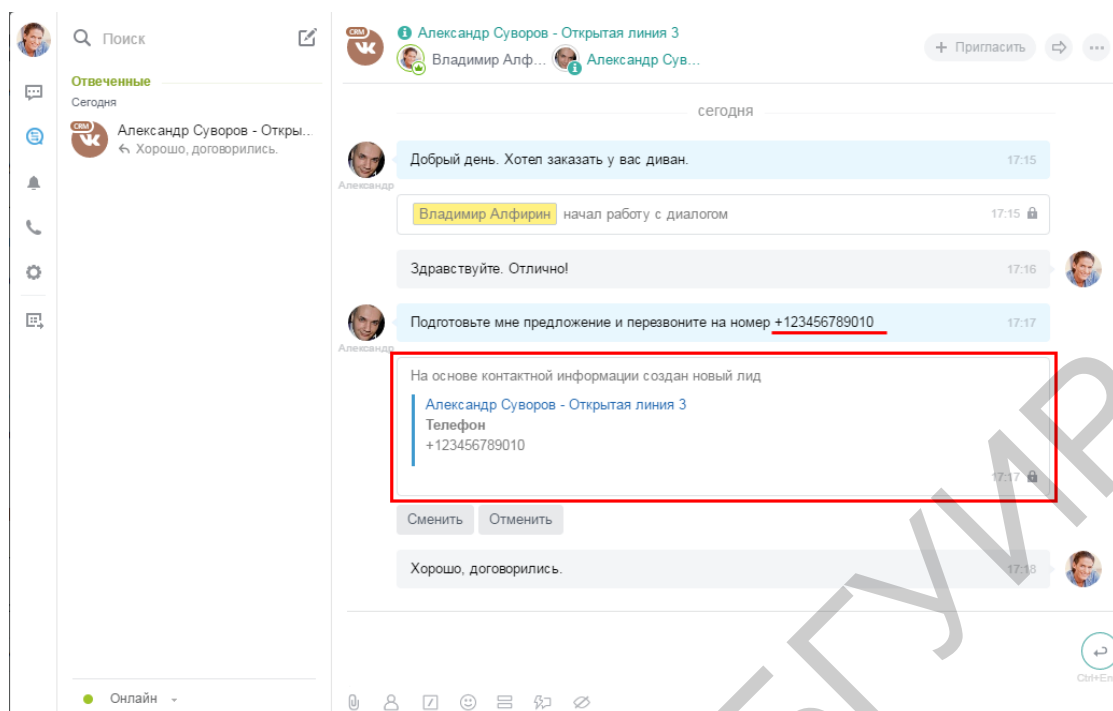 Поиск
Отвеченные
Сегодня
CRM
Александр Суворов - Откры...
Хорошо, договорились.
Онлайн
CRM
Александр Суворов - Открытая линия 3
Владимир Алф... Александр Сув...
+ Пригласить
сегодня
Добрый день. Хотел заказать у вас диван. 17:15
Александр
Владимир Алфирин начал работу с диалогом 17:15
Здравствуйте. Отлично! 17:16
Подготовьте мне предложение и перезвоните на номер +123456789010 17:17
Александр
На основе контактной информации создан новый лид
Александр Суворов - Открытая линия 3
Телефон
+123456789010
17:17
Сменить Отменить
Хорошо, договорились. 17:18
Ctrl+En
БГУИР